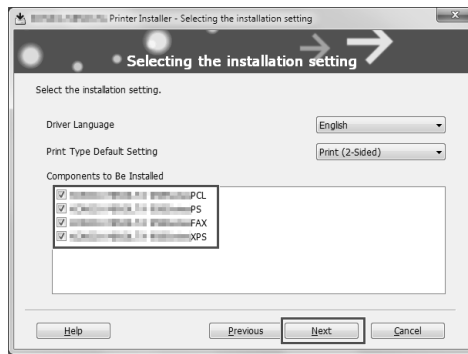 Printer Installer - Selecting the installation setting
Selecting the installation setting
Select the installation setting.
Driver Language
English
Print Type Default Setting
Print (2-Sided)
Components to Be Installed
PCL
PS
FAX
XPS
Help
Previous
Next
Cancel